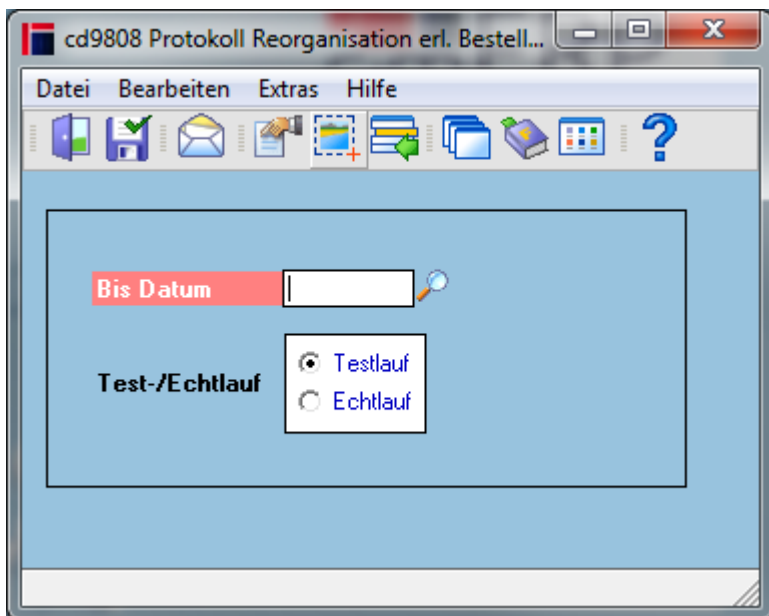 cd9808 Protokoll Reorganisation erl. Bestell...
Datei Bearbeiten Extras Hilfe
Bis Datum
Test-/Echtlauf
Testlauf
Echtlauf